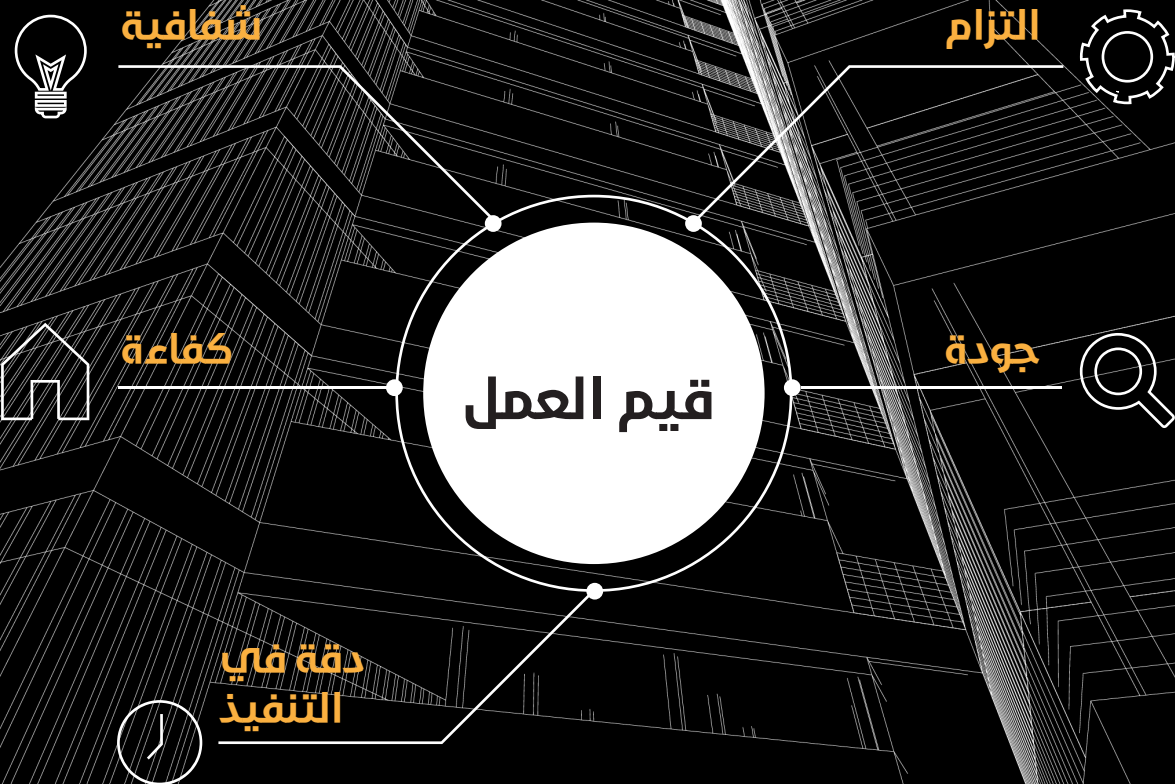 التزام
شفافية
جودة
كفاءة
قيم العمل
دقة في
التنفيذ